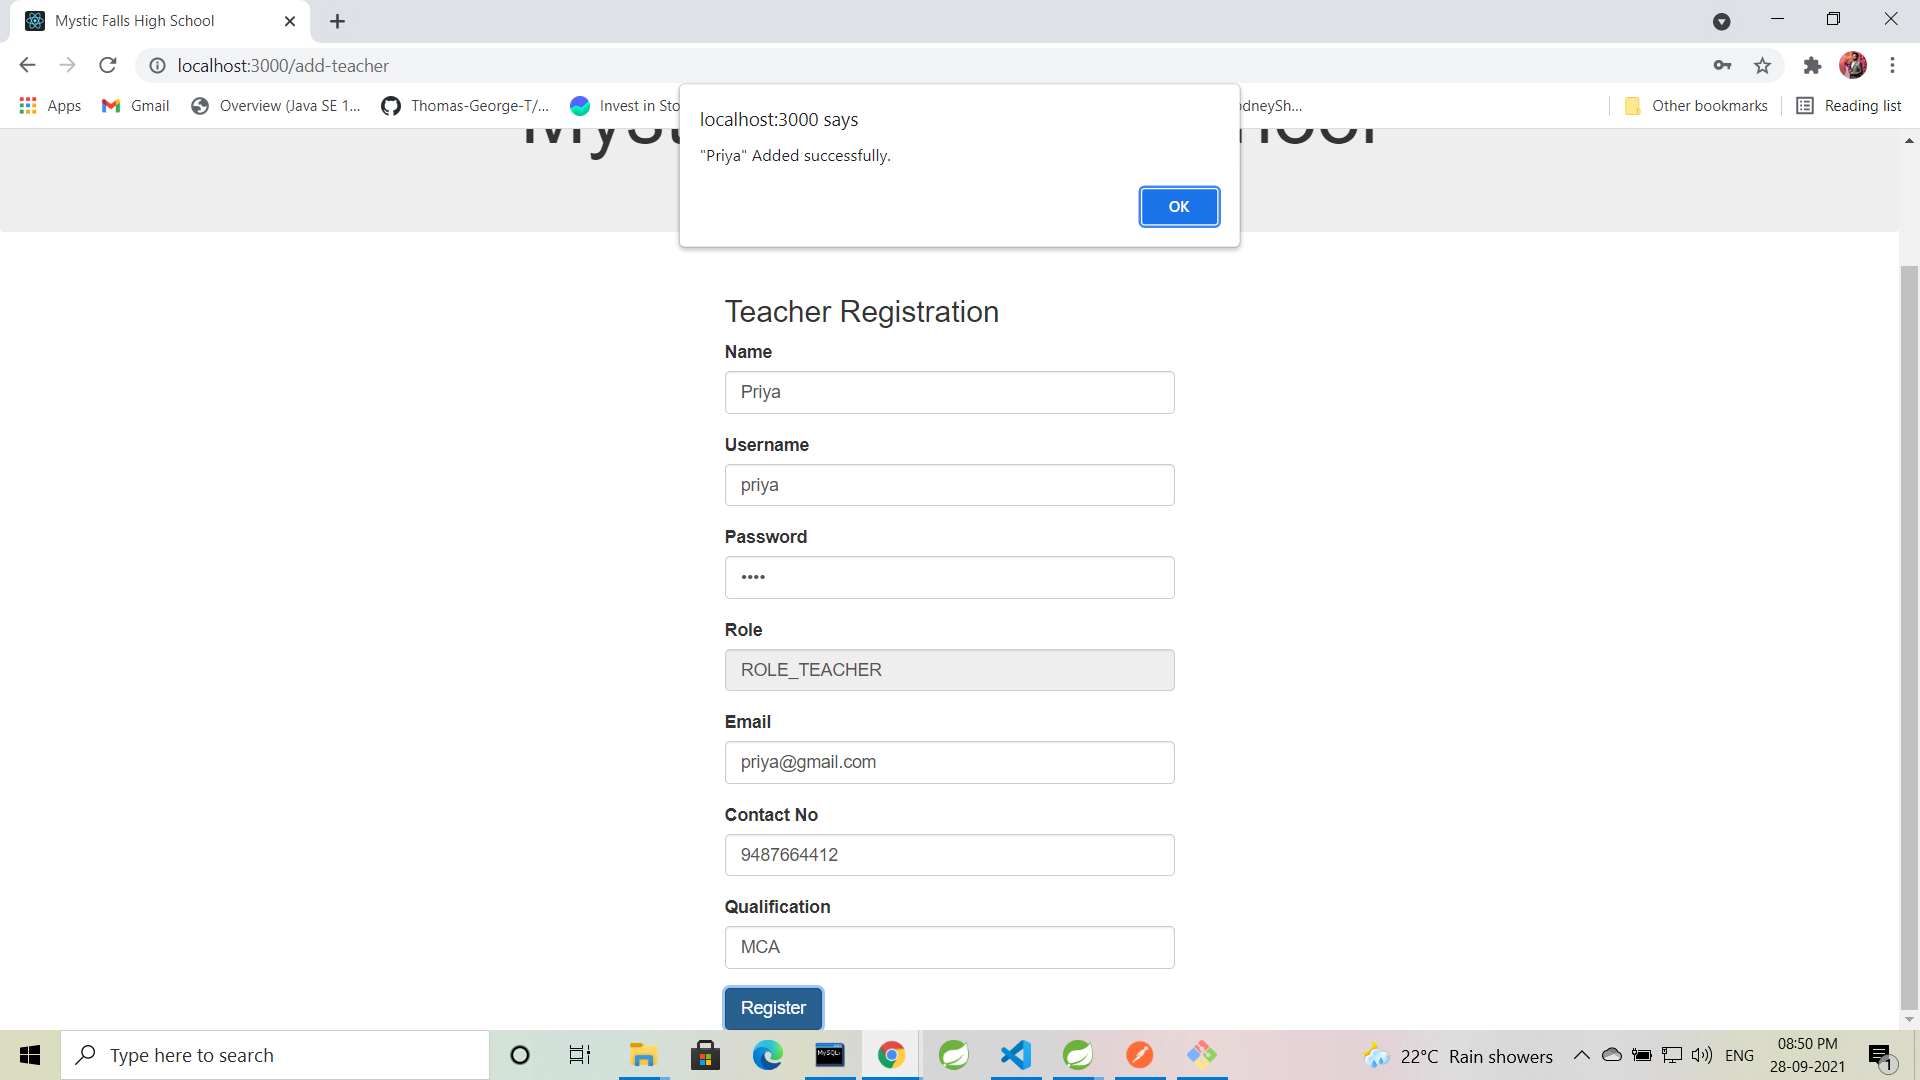 Mystic Falls High School
localhost:3000/add-teacher
Apps
Gmail
Overview (Java SE 1...
Thomas-George-T/...
Invest in Sto
odneySh...
Other bookmarks
Reading list
localhost:3000 says
"Priya" Added successfully.
OK
Teacher Registration
Name
Priya
Username
priya
Password
••••
Role
ROLE_TEACHER
Email
priya@gmail.com
Contact No
9487664412
Qualification
MCA
Register
Type here to search
22°C Rain showers
ENG
08:50 PM
28-09-2021
1